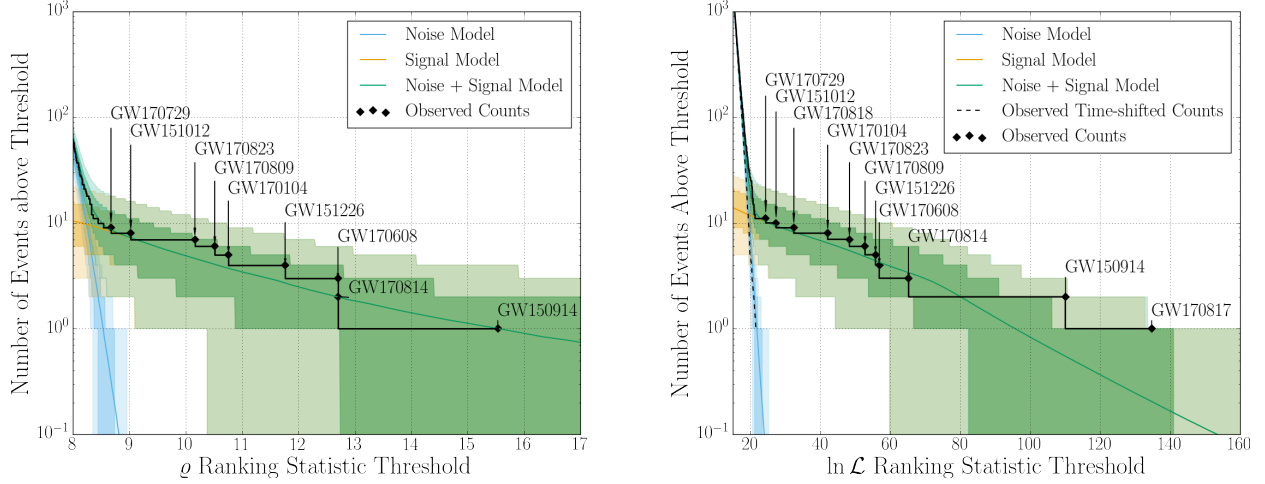 Number of Events above Threshold
10³
10²
10¹
10⁰
10⁻¹
Noise Model
Signal Model
Noise + Signal Model
Observed Counts
GW170729
GW151012
GW170823
GW170809
GW170104
GW151226
GW170608
GW170814
GW150914
8 9 10 11 12 13 14 15 16 17
ϱ Ranking Statistic Threshold
Number of Events Above Threshold
10³
10²
10¹
10⁰
10⁻¹
Noise Model
Signal Model
Noise + Signal Model
Observed Time-shifted Counts
Observed Counts
GW170729
GW151012
GW170818
GW170104
GW170823
GW170809
GW151226
GW170608
GW170814
GW150914
GW170817
20 40 60 80 100 120 140 160
ln ℒ Ranking Statistic Threshold